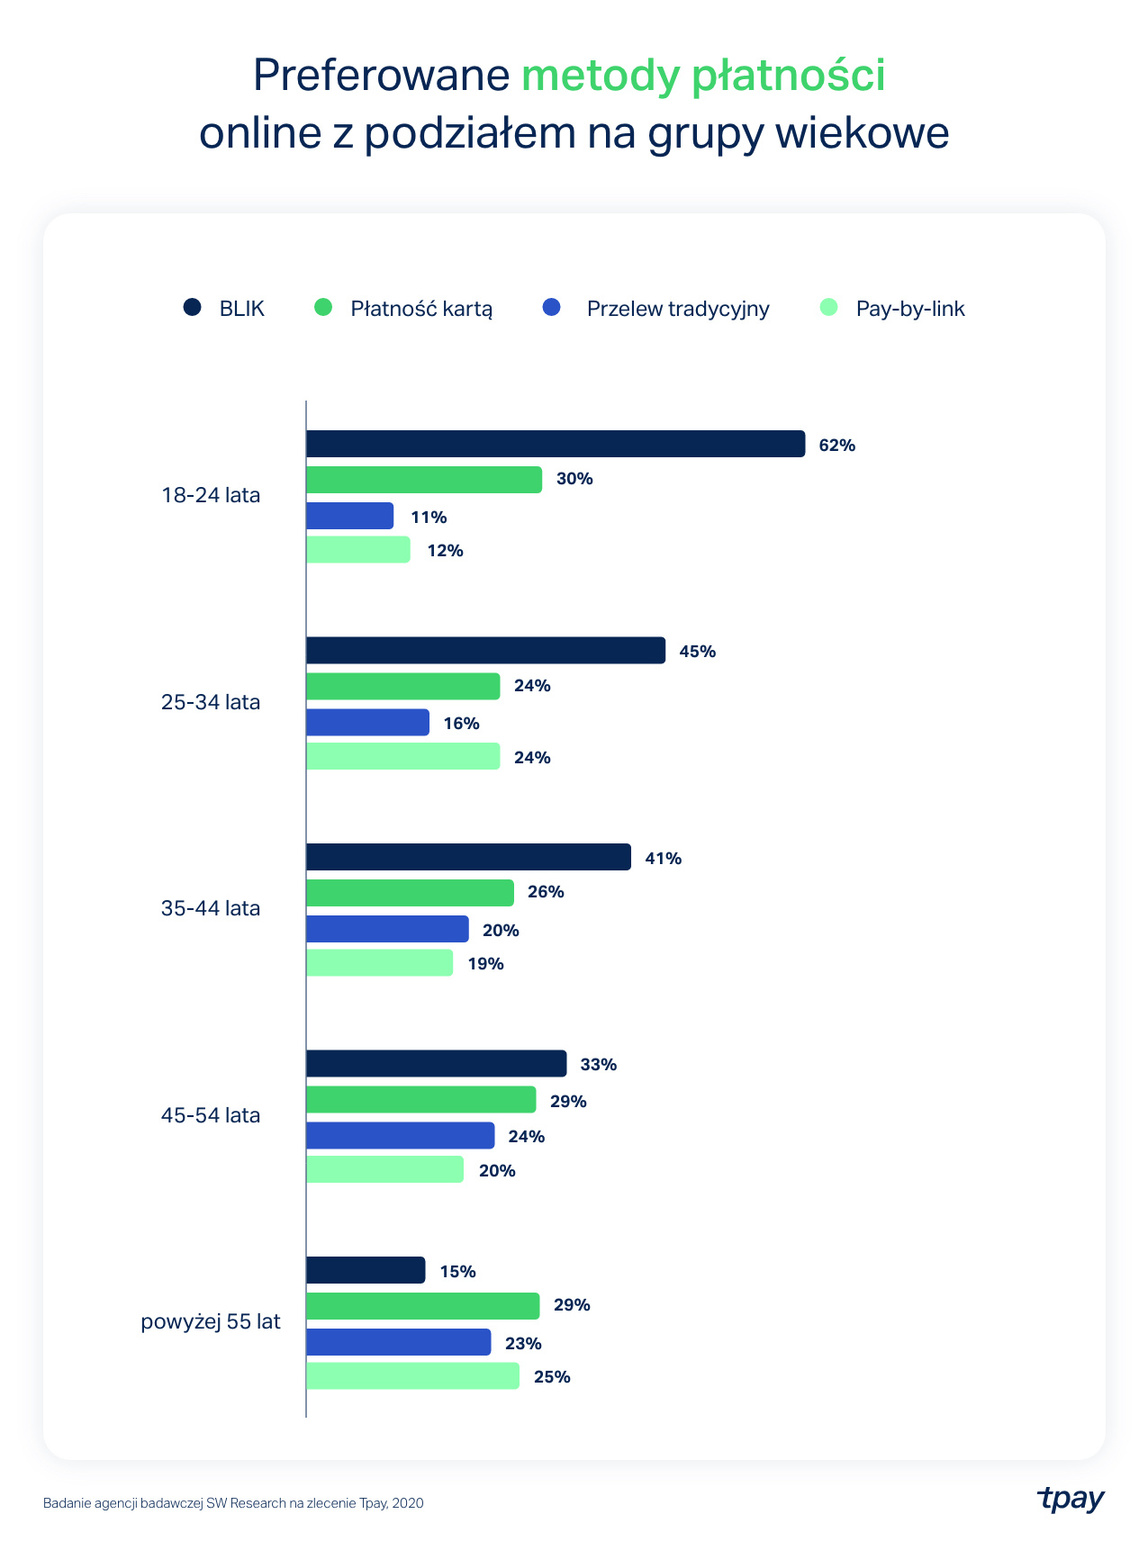 Preferowane metody płatności
online z podziałem na grupy wiekowe
BLIK Płatność kartą Przelew tradycyjny Pay-by-link
18-24 lata
62%
30%
11%
12%
25-34 lata
45%
24%
16%
24%
35-44 lata
41%
26%
20%
19%
45-54 lata
33%
29%
24%
20%
powyżej 55 lat
15%
29%
23%
25%
Badanie agencji badawczej SW Research na zlecenie Tpay, 2020
tpay